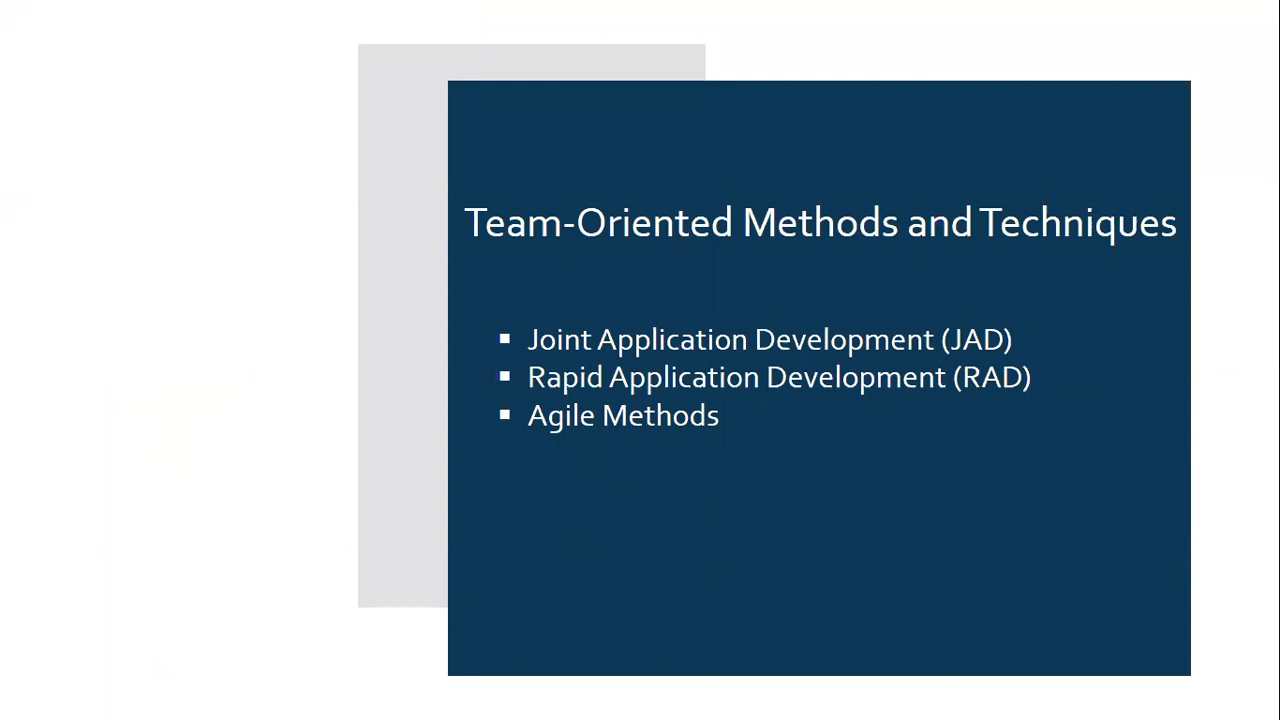 Team-Oriented Methods and Techniques
▪ Joint Application Development (JAD)
▪ Rapid Application Development (RAD)
▪ Agile Methods